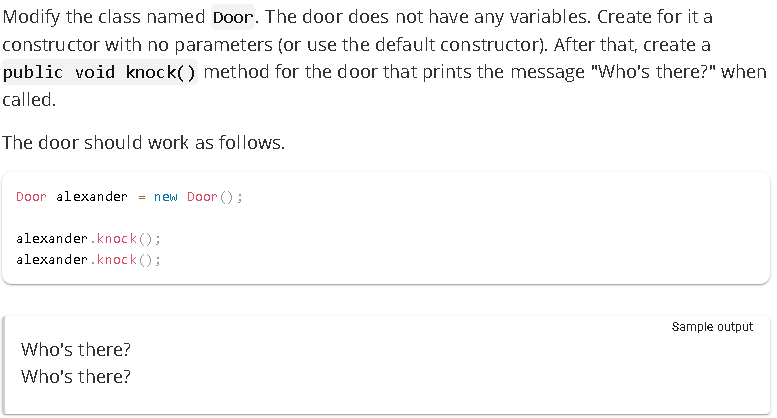 Modify the class named Door. The door does not have any variables. Create for it a
constructor with no parameters (or use the default constructor). After that, create a
public void knock() method for the door that prints the message "Who's there?" when
called.
The door should work as follows.
Door alexander = new Door();
alexander.knock();
alexander.knock();
Sample output
Who's there?
Who's there?